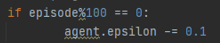 if episode%100 == 0:
    agent.epsilon -= 0.1